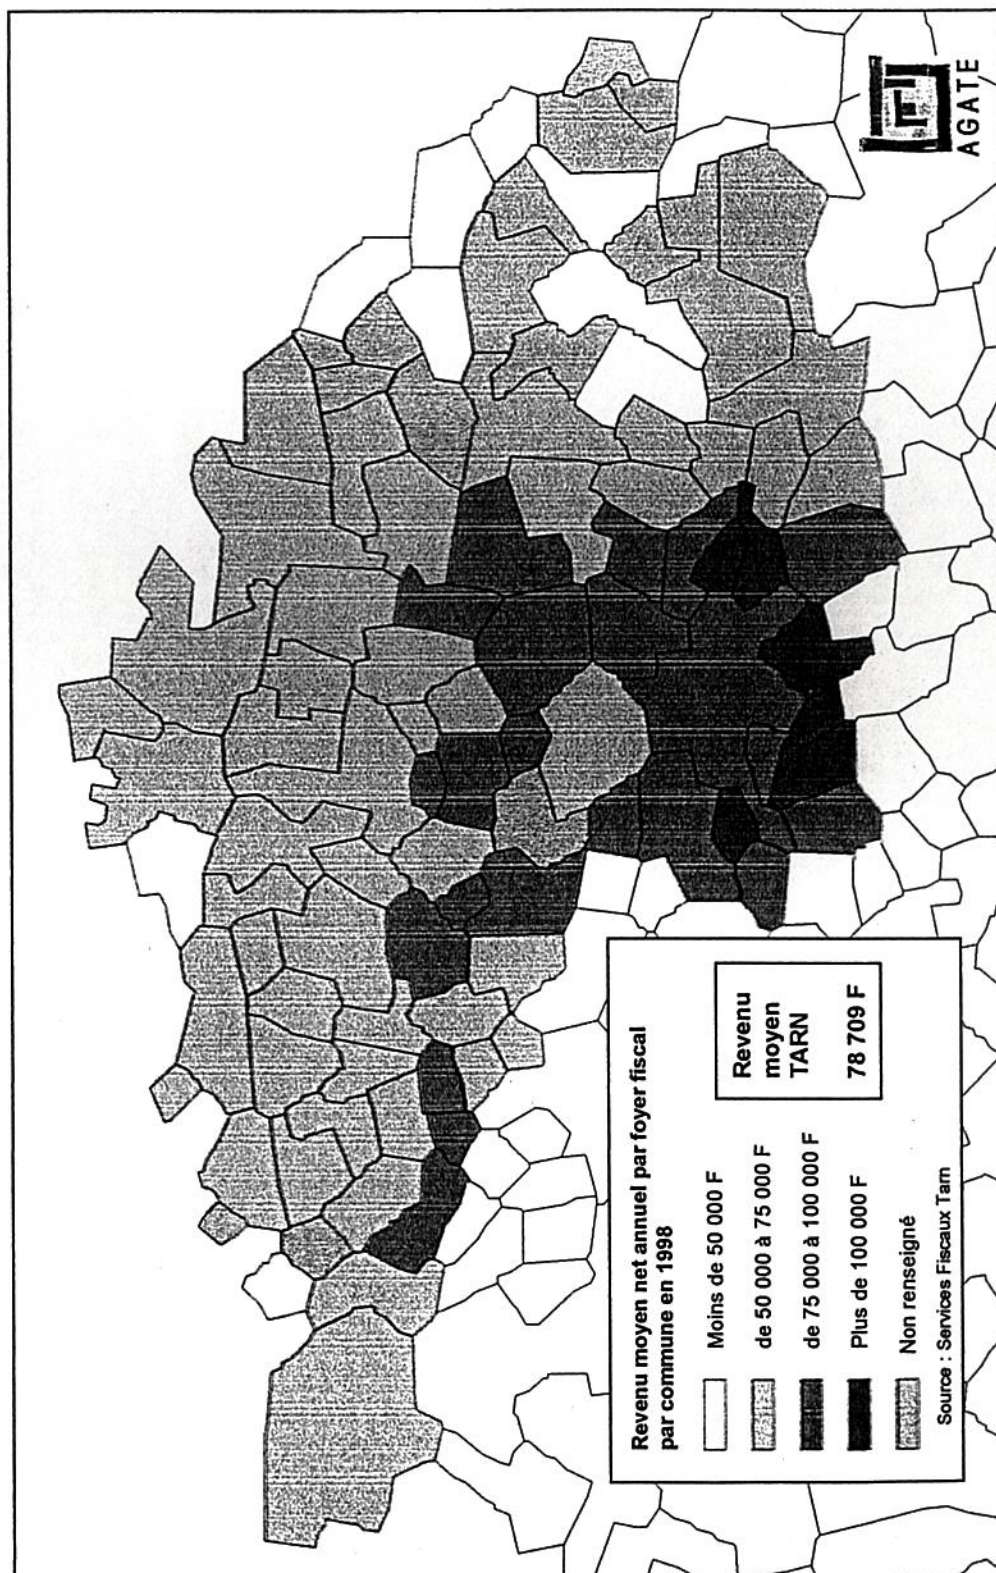 Revenu moyen net annuel par foyer fiscal
par commune en 1998
Moins de 50 000 F
de 50 000 à 75 000 F
de 75 000 à 100 000 F
Plus de 100 000 F
Non renseigné
Source : Services Fiscaux Tarn
Revenu
moyen
TARN
78 709 F
AGATE